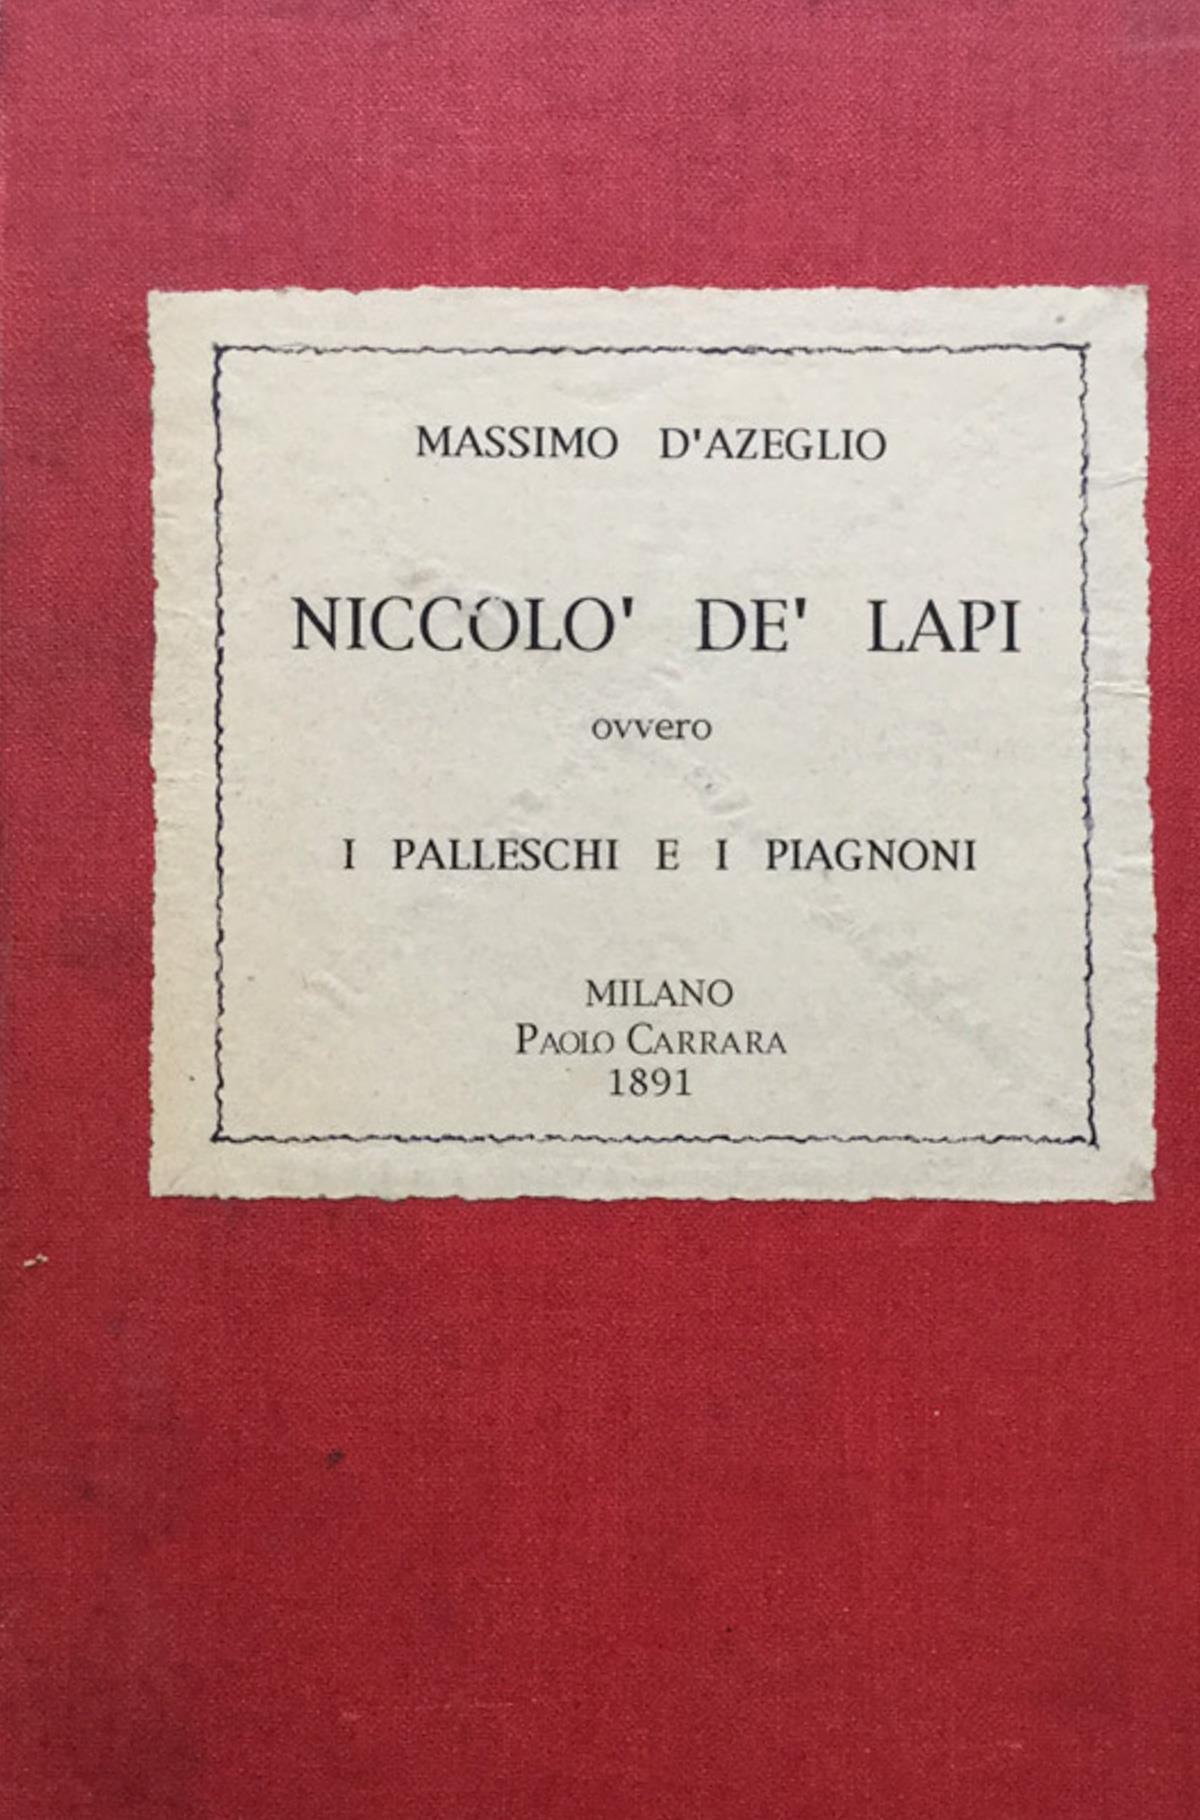 MASSIMO D'AZEGLIO
NICCOLO' DE' LAPI
ovvero
I PALLESCHI E I PIAGNONI
MILANO
PAOLO CARRARA
1891